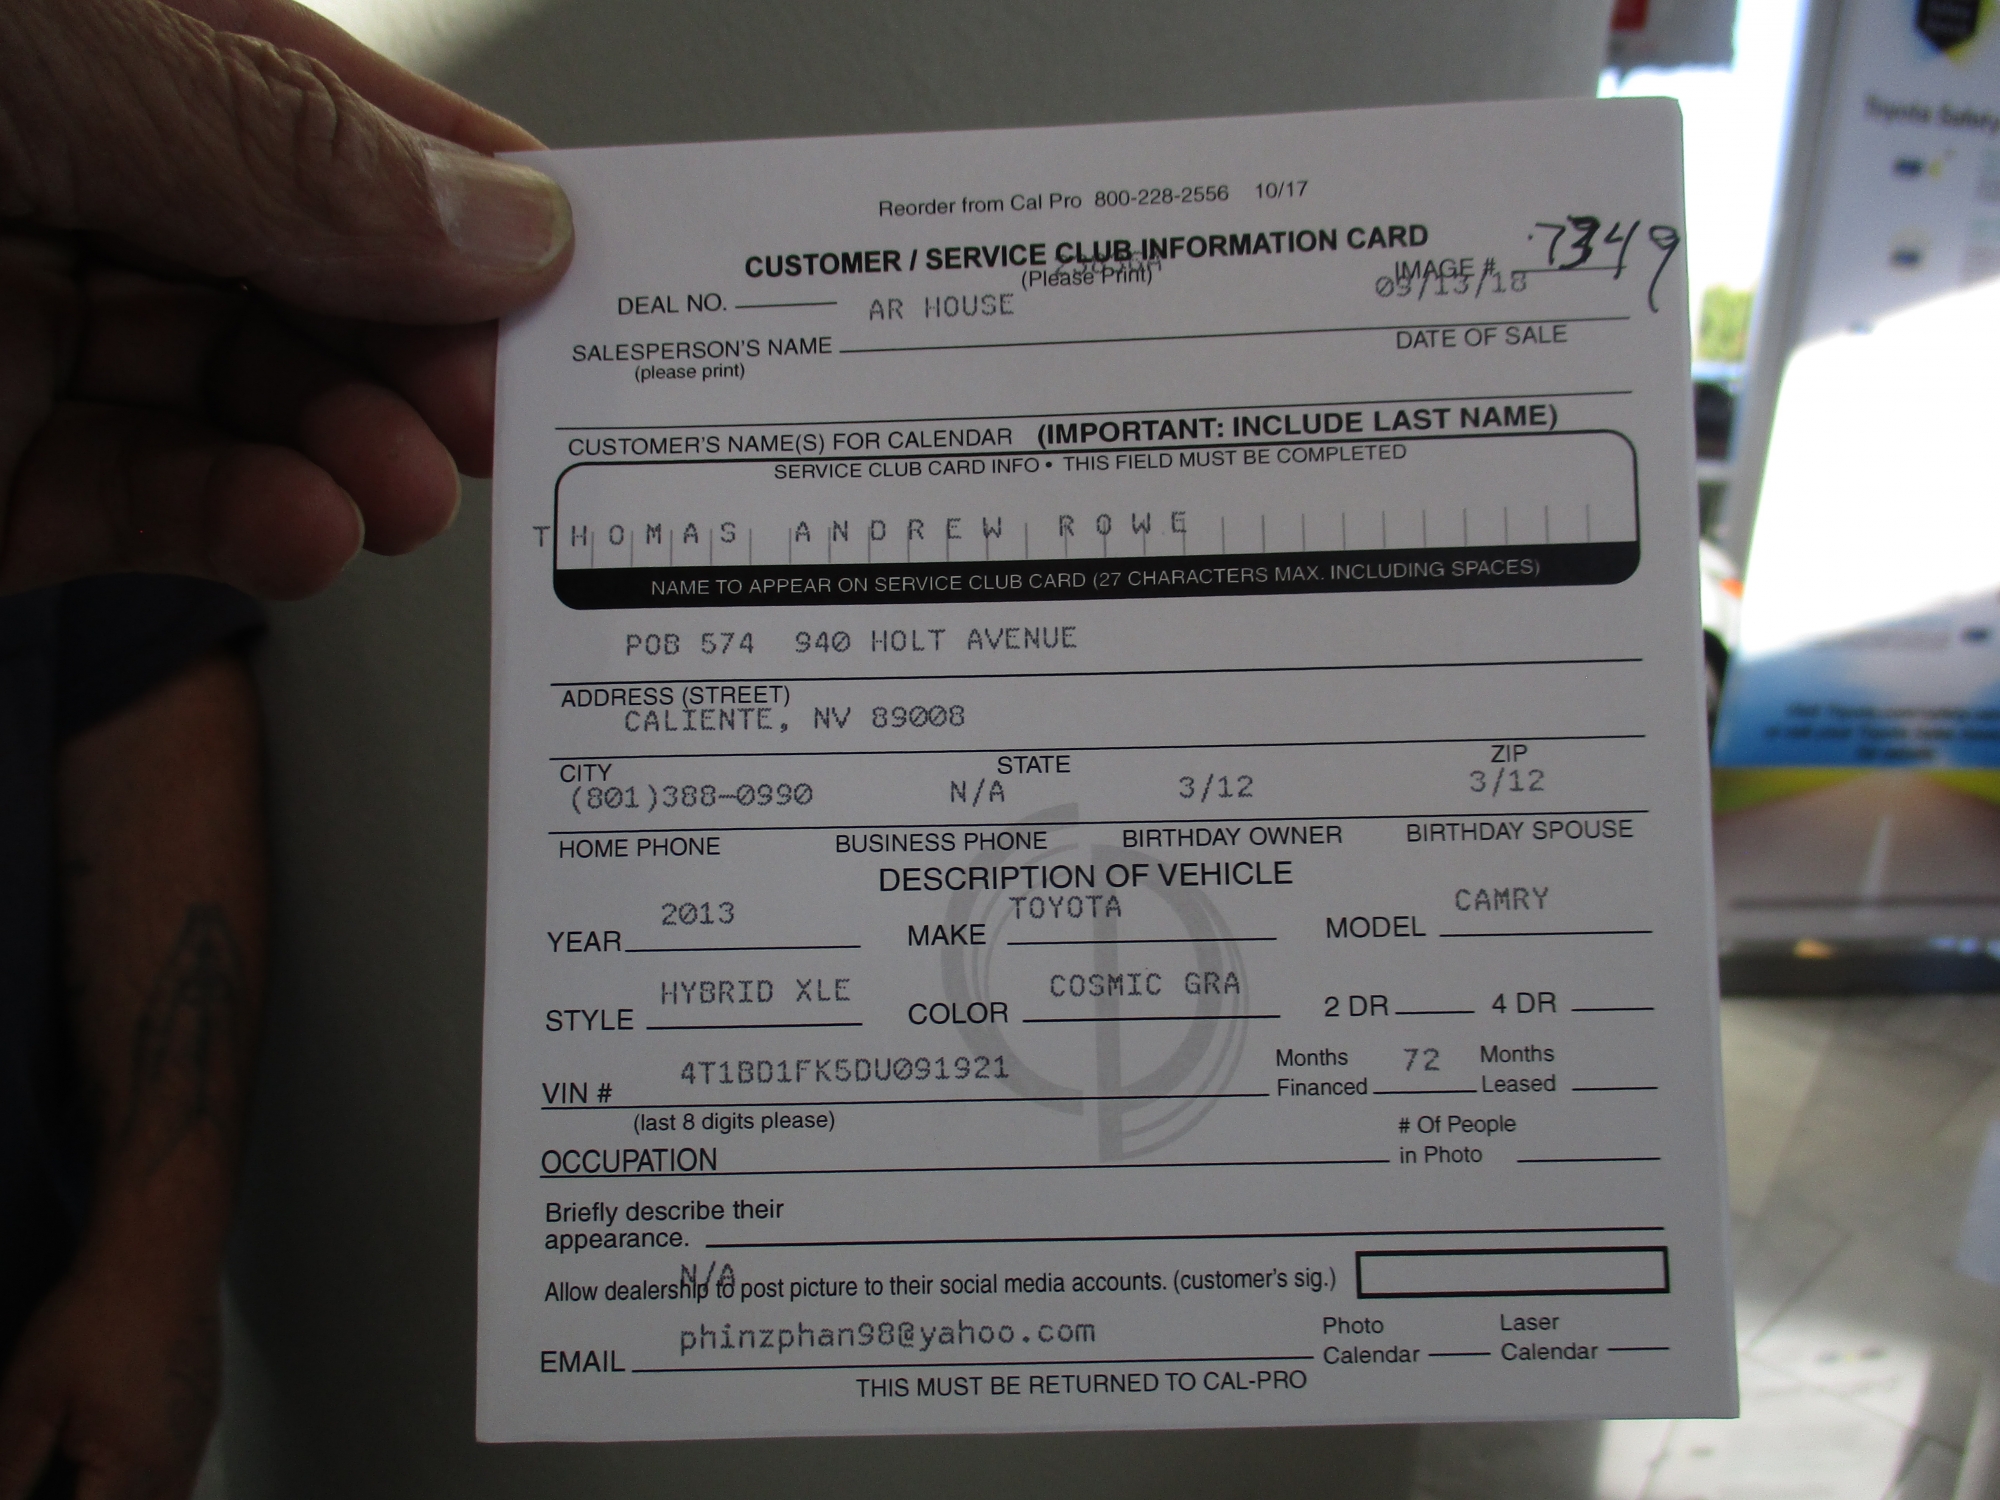 Reorder from Cal Pro 800-228-2556 10/17
CUSTOMER / SERVICE CLUB INFORMATION CARD
(Please Print)
IMAGE # 7349
DEAL NO. AR HOUSE 09/13/18
SALESPERSON'S NAME DATE OF SALE
(please print)
CUSTOMER'S NAME(S) FOR CALENDAR (IMPORTANT: INCLUDE LAST NAME)
SERVICE CLUB CARD INFO • THIS FIELD MUST BE COMPLETED
THOMAS ANDREW ROWE
NAME TO APPEAR ON SERVICE CLUB CARD (27 CHARACTERS MAX. INCLUDING SPACES)
POB 574 940 HOLT AVENUE
ADDRESS (STREET)
CALIENTE, NV 89008
CITY STATE ZIP
(801)388-0990 N/A 3/12 3/12
HOME PHONE BUSINESS PHONE BIRTHDAY OWNER BIRTHDAY SPOUSE
DESCRIPTION OF VEHICLE
2013 TOYOTA CAMRY
YEAR MAKE MODEL
HYBRID XLE COSMIC GRA
STYLE COLOR 2 DR 4 DR
4T1BD1FK5DU091921 Months 72 Months
VIN # Financed Leased
(last 8 digits please) # Of People
OCCUPATION in Photo
Briefly describe their
appearance.
N/A
Allow dealership to post picture to their social media accounts. (customer's sig.)
phinzphan98@yahoo.com Photo Laser
EMAIL Calendar Calendar
THIS MUST BE RETURNED TO CAL-PRO
Toyota Safety